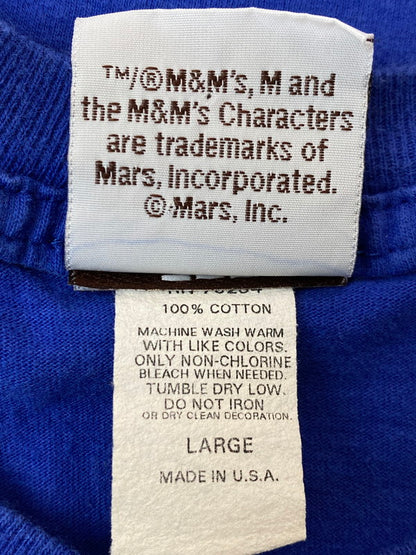 ™/®M&M's, M and
the M&M's Characters
are trademarks of
Mars, Incorporated.
© Mars, Inc.
100% COTTON
MACHINE WASH WARM
WITH LIKE COLORS.
ONLY NON-CHLORINE
BLEACH WHEN NEEDED.
TUMBLE DRY LOW.
DO NOT IRON
OR DRY CLEAN DECORATION.
LARGE
MADE IN U.S.A.